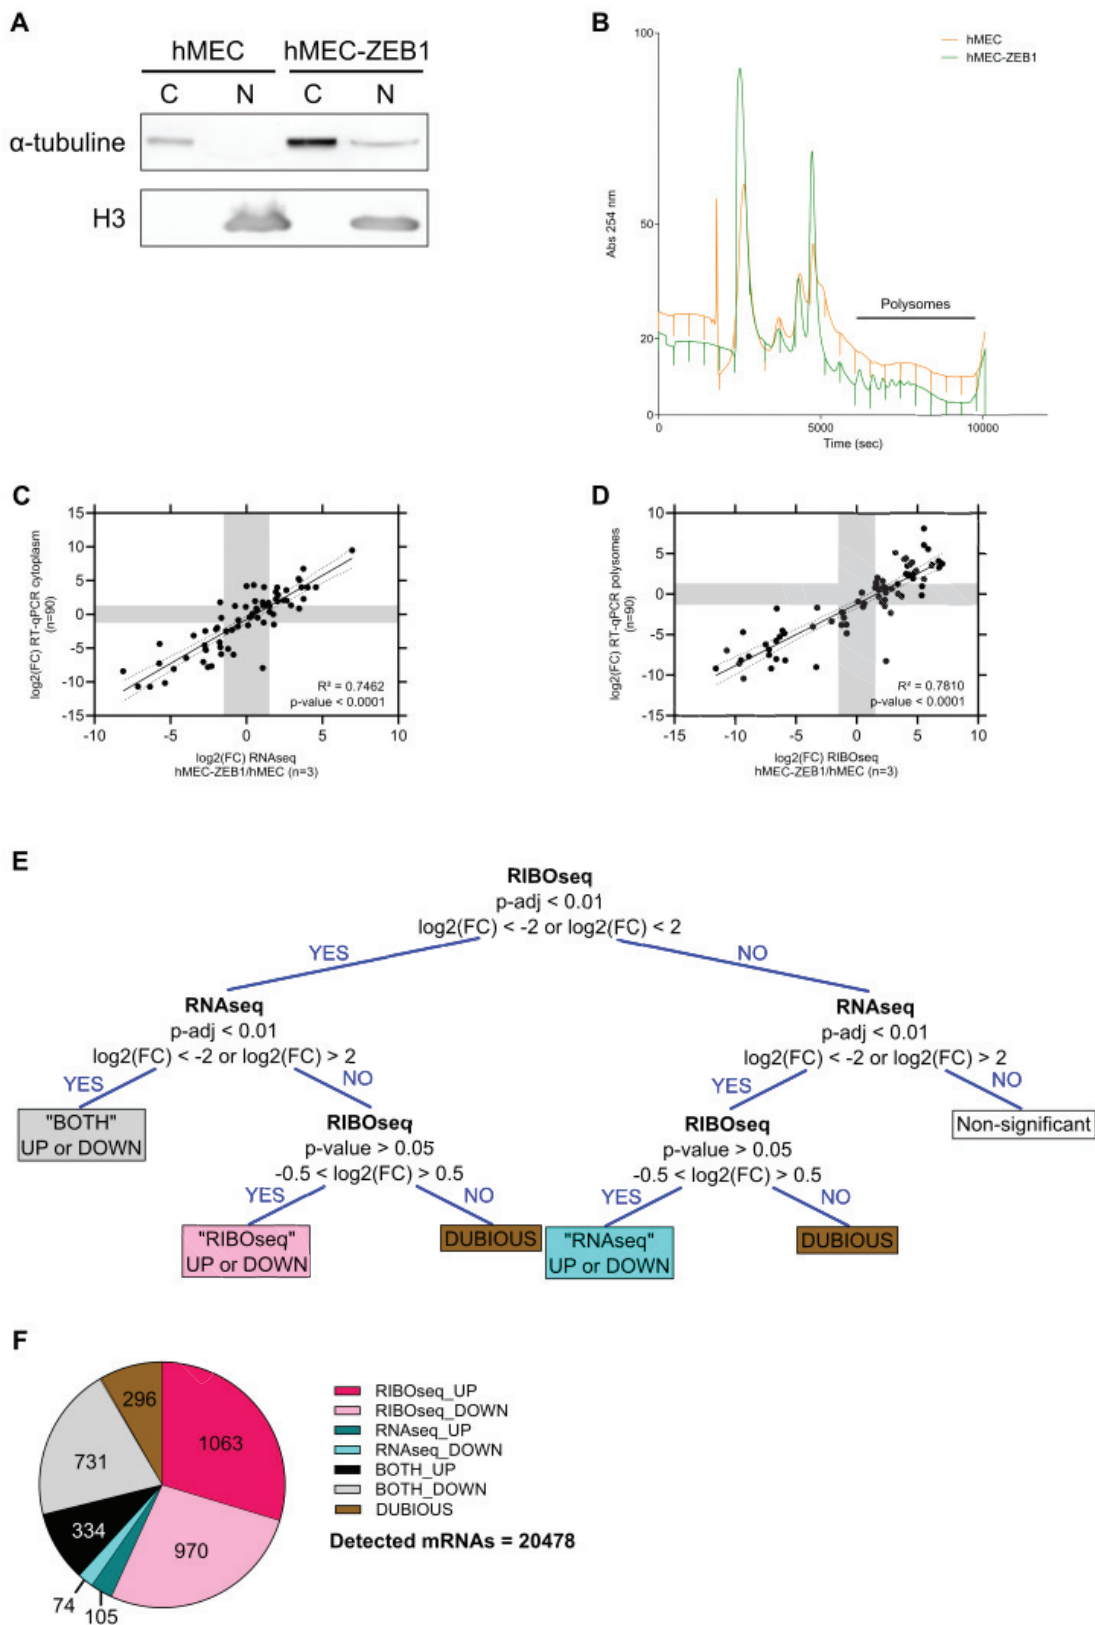 A
hMEC
hMEC-ZEB1
C
N
C
N
α-tubuline
H3
B
100
50
20
0
Abs 254 nm
hMEC
hMEC-ZEB1
Polysomes
0
5000
10000
Time (sec)
C
15
10
5
0
-5
-10
-15
log2(FC) RT-qPCR cytoplasm
(n=90)
R² = 0.7462
p-value < 0.0001
-10
-5
0
5
10
log2(FC) RNAseq
hMEC-ZEB1/hMEC (n=3)
D
10
5
0
-5
-10
-15
log2(FC) RT-qPCR polysomes
(n=90)
R² = 0.7810
p-value < 0.0001
-15
-10
-5
0
5
10
log2(FC) RIBOseq
hMEC-ZEB1/hMEC (n=3)
E
RIBOseq
p-adj < 0.01
log2(FC) < -2 or log2(FC) < 2
YES
NO
RNAseq
p-adj < 0.01
log2(FC) < -2 or log2(FC) > 2
RNAseq
p-adj < 0.01
log2(FC) < -2 or log2(FC) > 2
YES
NO
YES
NO
"BOTH"
UP or DOWN
RIBOseq
p-value > 0.05
-0.5 < log2(FC) > 0.5
RIBOseq
p-value > 0.05
-0.5 < log2(FC) > 0.5
Non-significant
YES
NO
YES
NO
"RIBOseq"
UP or DOWN
DUBIOUS
"RNAseq"
UP or DOWN
DUBIOUS
F
296
1063
731
334
970
74
105
RIBOseq_UP
RIBOseq_DOWN
RNAseq_UP
RNAseq_DOWN
BOTH_UP
BOTH_DOWN
DUBIOUS
Detected mRNAs = 20478